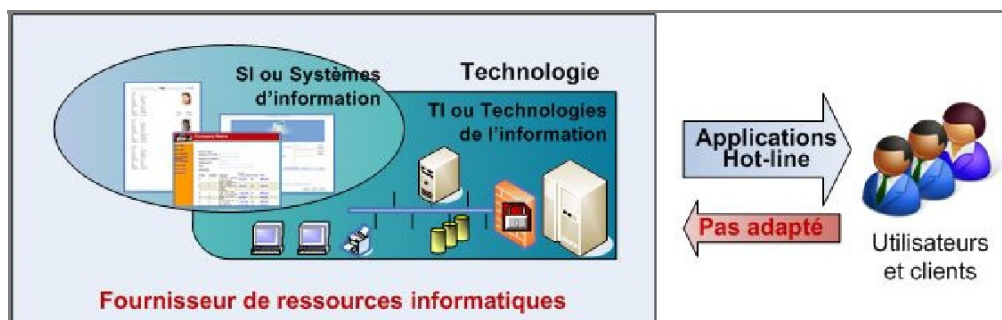 SI ou Systèmes
d'information
Technologie
TI ou Technologies
de l'information
Fournisseur de ressources informatiques
Applications
Hot-line
Pas adapté
Utilisateurs
et clients